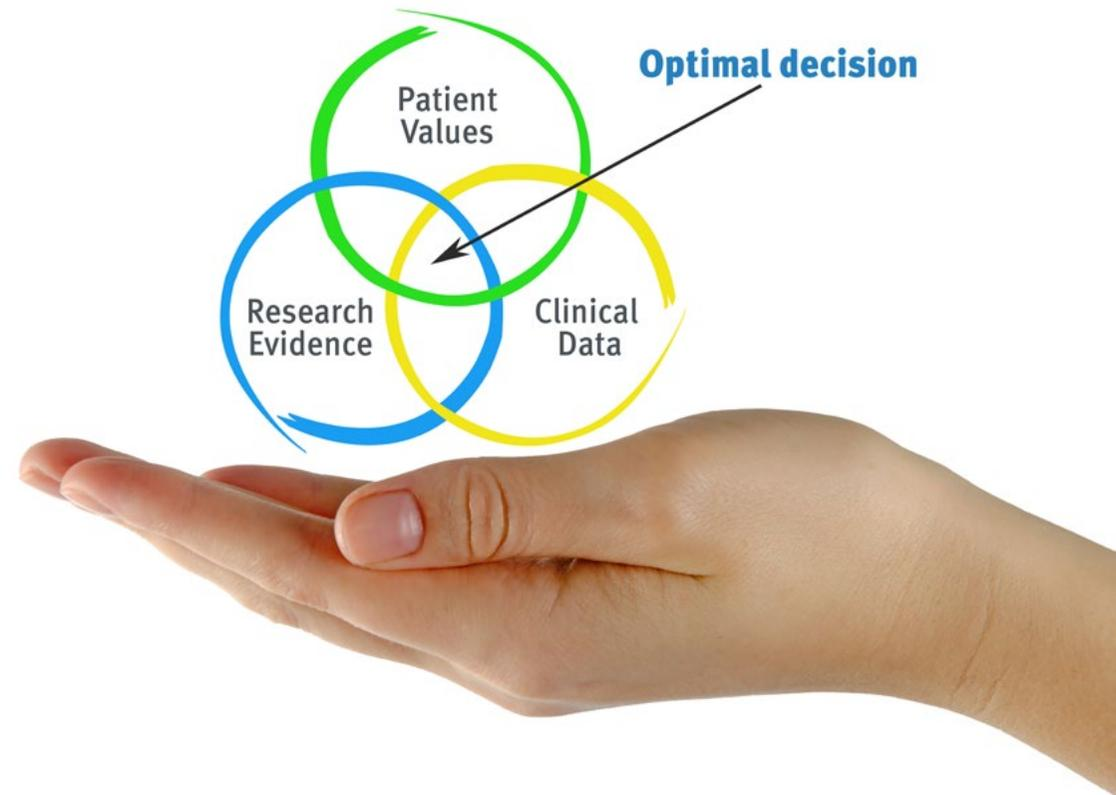 Optimal decision
Patient
Values
Research
Evidence
Clinical
Data